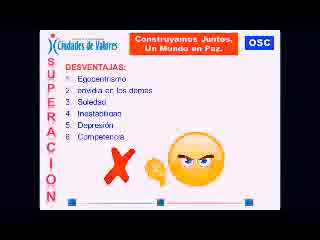 Ciudades de Valores
Construyamos Juntos,
Un Mundo en Paz.
OSC
SUPERACION
DESVENTAJAS:
1. Egocentrismo
2. envidia en los demas
3. Soledad
4. Inestabilidad
5. Depresión
6. Competencia